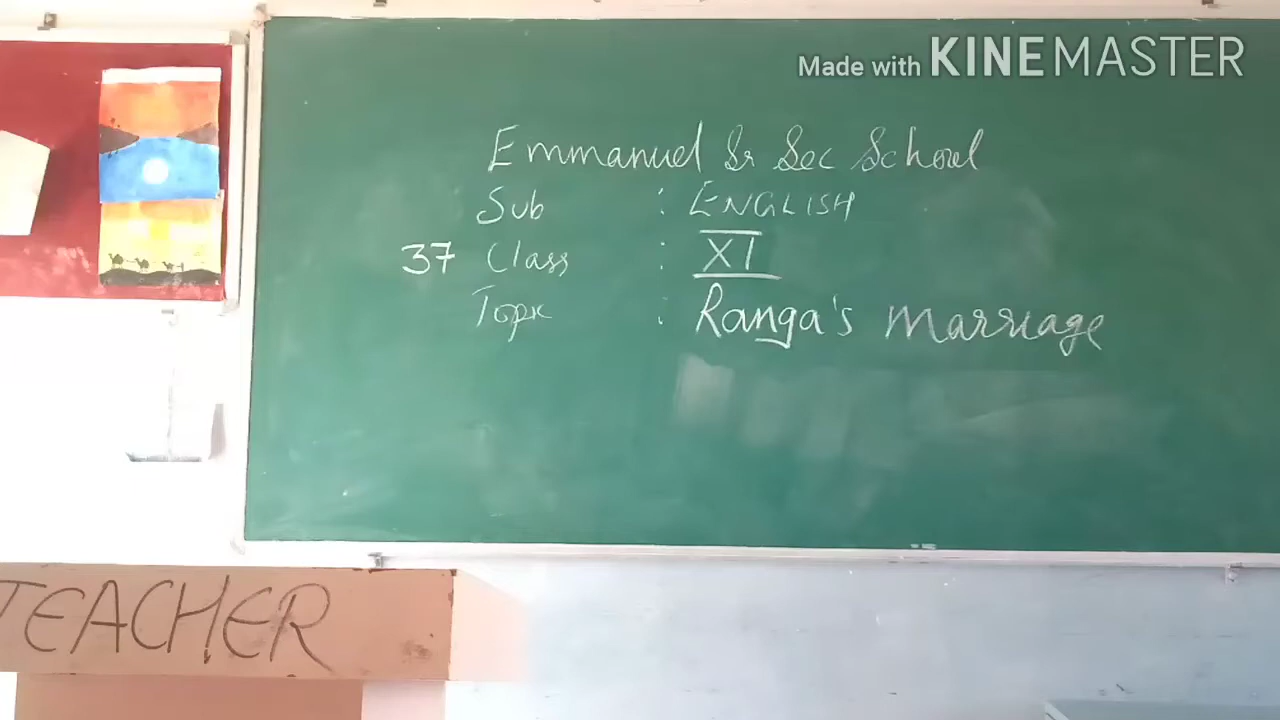 Made with KINEMASTER
Emmanuel Sr Sec School
Sub : ENGLISH
37 Class : XI
Topic : Ranga's Marriage
TEACHER